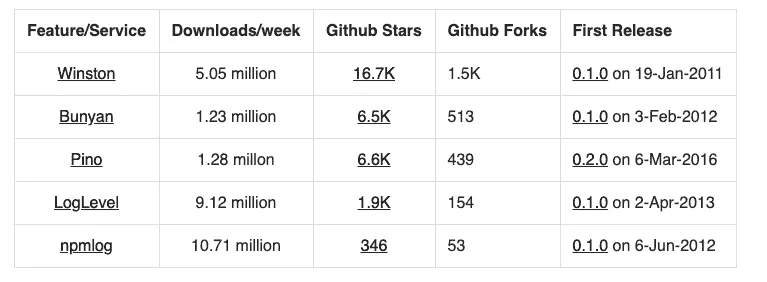 Feature/Service Downloads/week Github Stars Github Forks First Release
Winston 5.05 million 16.7K 1.5K 0.1.0 on 19-Jan-2011
Bunyan 1.23 million 6.5K 513 0.1.0 on 3-Feb-2012
Pino 1.28 millon 6.6K 439 0.2.0 on 6-Mar-2016
LogLevel 9.12 million 1.9K 154 0.1.0 on 2-Apr-2013
npmlog 10.71 million 346 53 0.1.0 on 6-Jun-2012